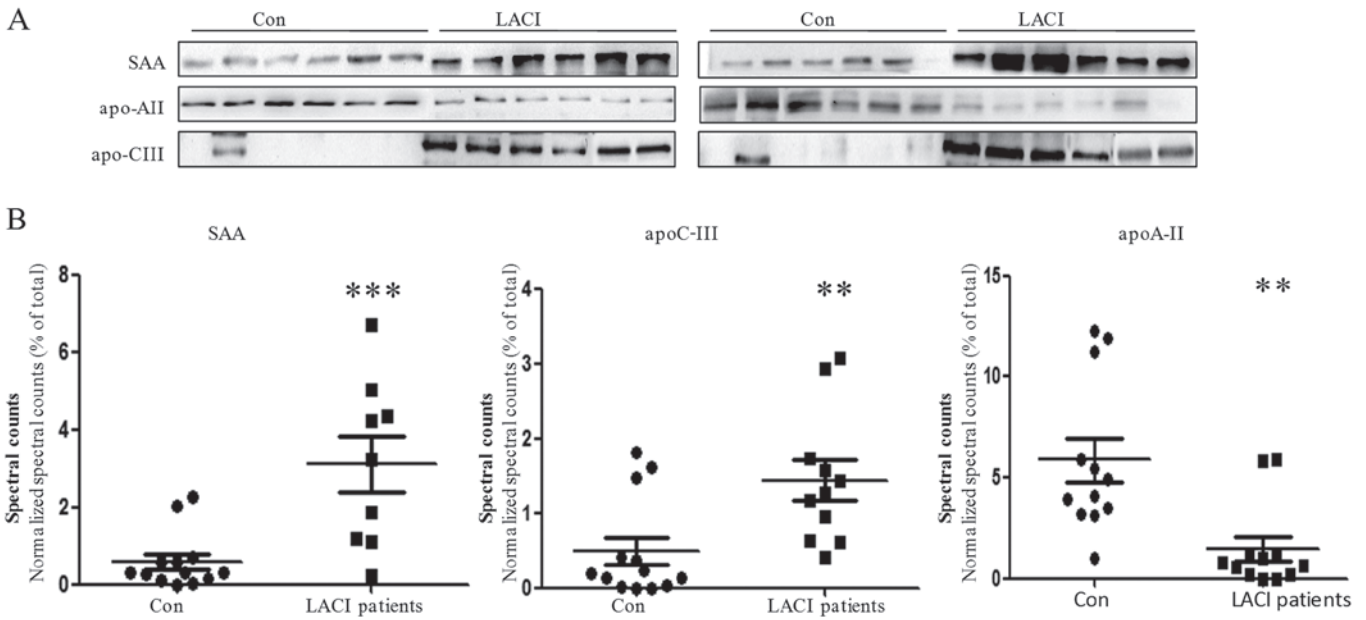 A
Con LACI Con LACI
SAA
apo-AII
apo-CIII
B
SAA apoC-III apoA-II
Spectral counts
Normalized spectral counts (% of total)
8
6
4
2
0
***
Con LACI patients
Spectral counts
Normalized spectral counts (% of total)
4
3
2
1
0
**
Con LACI patients
Spectral counts
Normalized spectral counts (% of total)
15
10
5
0
**
Con LACI patients